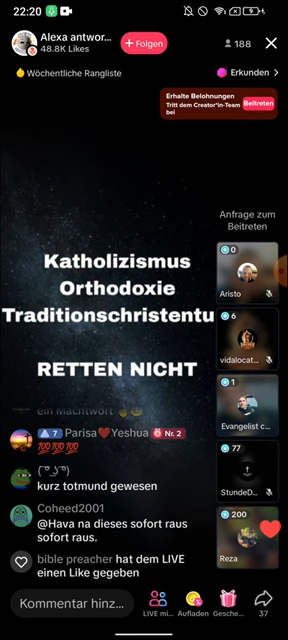 22:20
Alexa antwor...
48.8K Likes
+ Folgen
188
Wöchentliche Rangliste
Erkunden >
Erhalte Belohnungen
Tritt dem Creator*in-Team bei
Beitreten
Anfrage zum
Beitreten
Katholizismus
Orthodoxie
Traditionschristentu
RETTEN NICHT
0
Aristo
6
vidalocat...
1
Evangelist c...
77
StundeD...
200
Reza
ein Machtwort
7 Parisa❤️Yeshua Nr. 2
💯💯💯
( ͡° ͜ʖ ͡°)
kurz totmund gewesen
Coheed2001
@Hava na dieses sofort raus
sofort raus.
bible preacher hat dem LIVE
einen Like gegeben
Kommentar hinz...
LIVE mi...
Aufladen
Gesche...
37